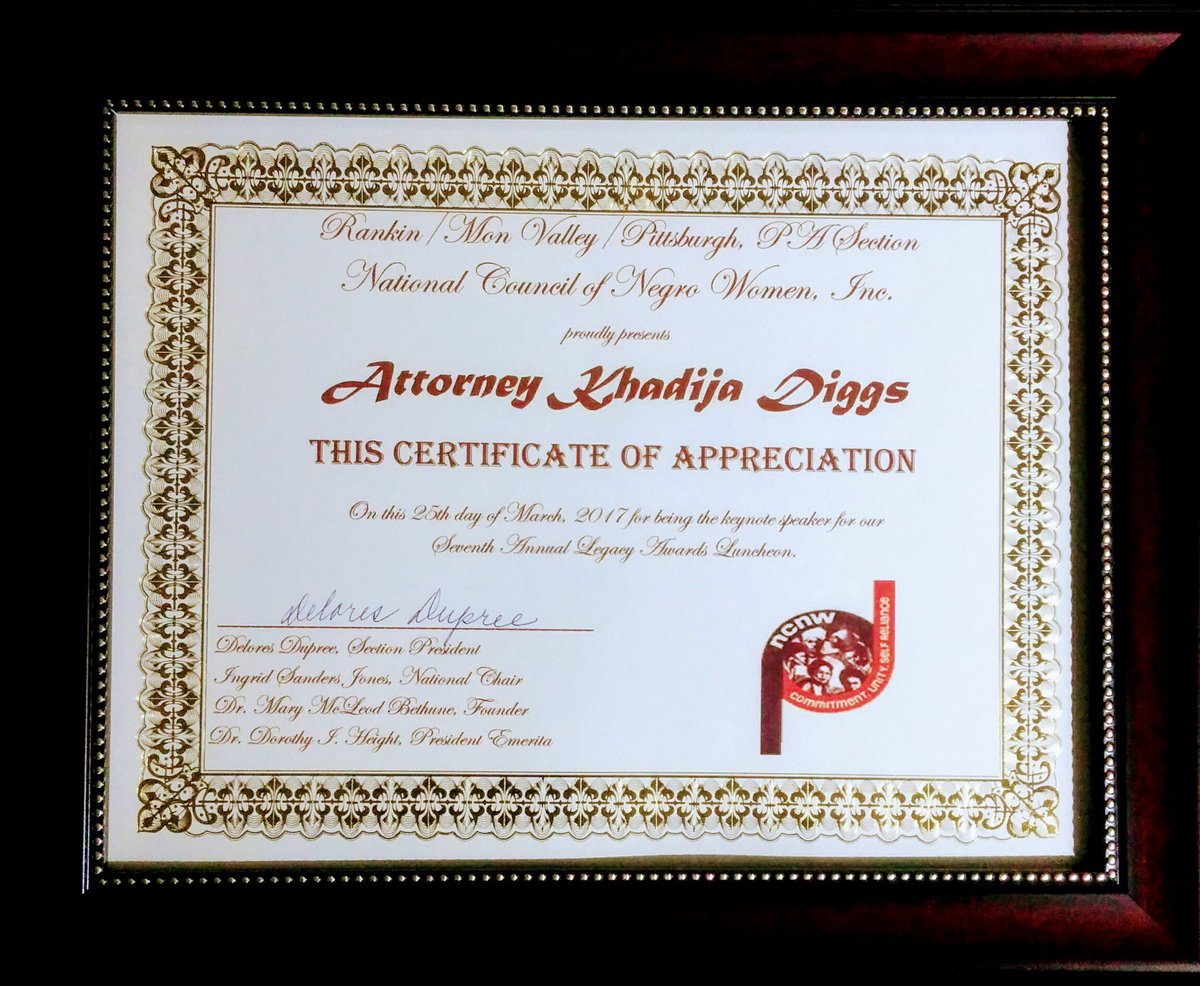 Rankin/Mon Valley/Pittsburgh, PA Section
National Council of Negro Women, Inc.
proudly presents
Attorney Khadija Diggs
THIS CERTIFICATE OF APPRECIATION
On this 25th day of March, 2017 for being the keynote speaker for our
Seventh Annual Legacy Awards Luncheon.
Delores Dupree
Delores Dupree, Section President
Ingrid Sanders Jones, National Chair
Dr. Mary McLeod Bethune, Founder
Dr. Dorothy I. Height, President Emerita
ncnw
commitment, unity, self reliance